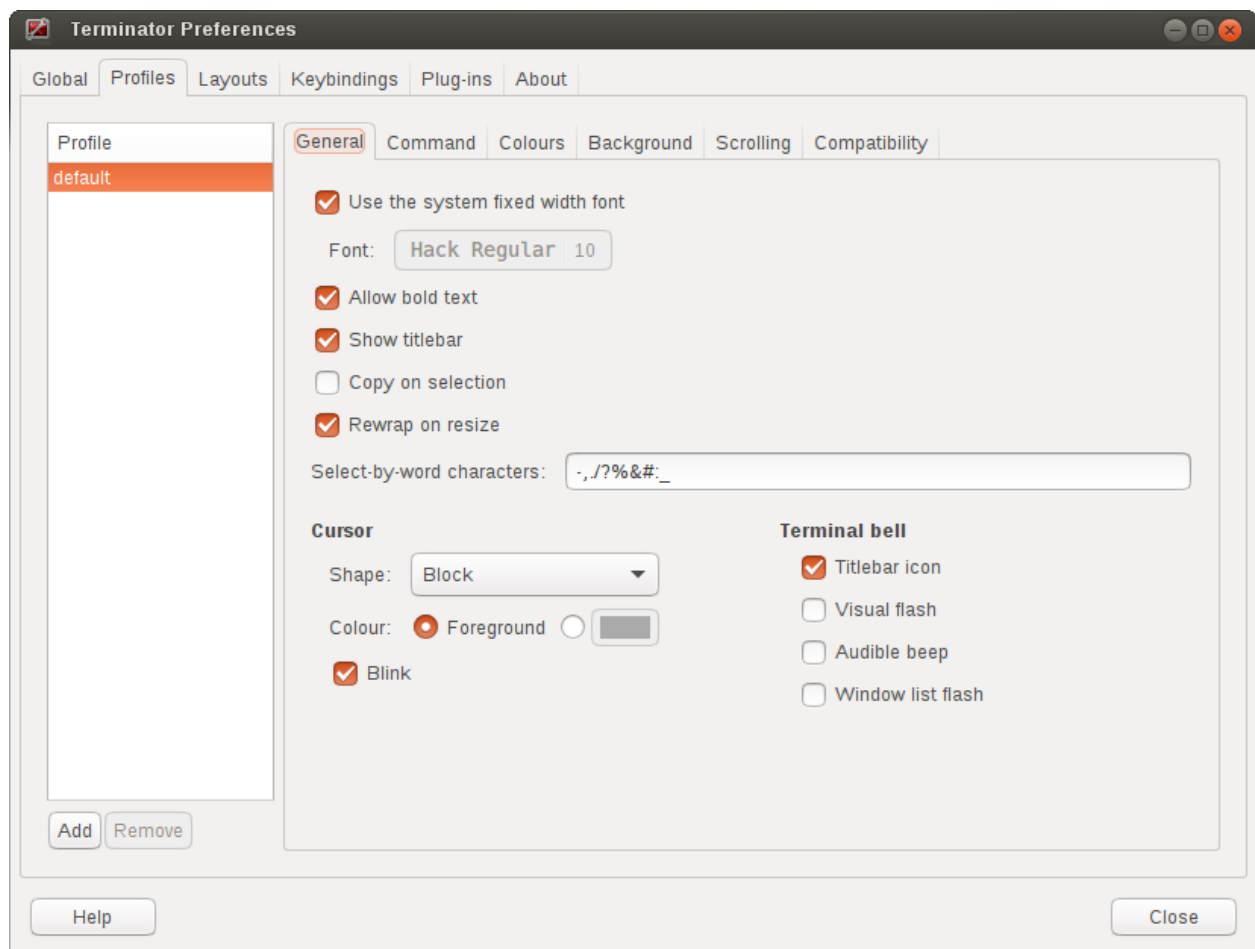 Terminator Preferences
Global Profiles Layouts Keybindings Plug-ins About
Profile
default
General Command Colours Background Scrolling Compatibility
Use the system fixed width font
Font: Hack Regular 10
Allow bold text
Show titlebar
Copy on selection
Rewrap on resize
Select-by-word characters: -,./?%&#:_
Cursor
Shape: Block
Colour: Foreground
Blink
Terminal bell
Titlebar icon
Visual flash
Audible beep
Window list flash
Add Remove
Help Close